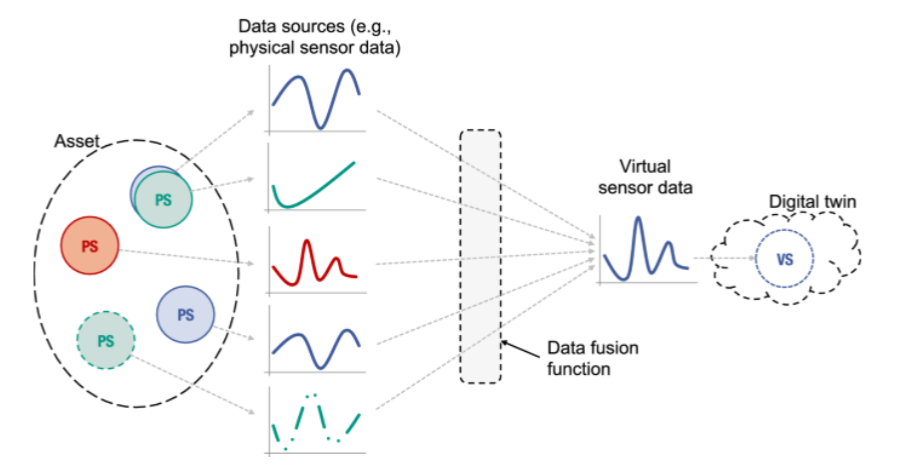 Data sources (e.g.,
physical sensor data)
Asset
PS
PS
PS
PS
Virtual
sensor data
Digital twin
VS
Data fusion
function